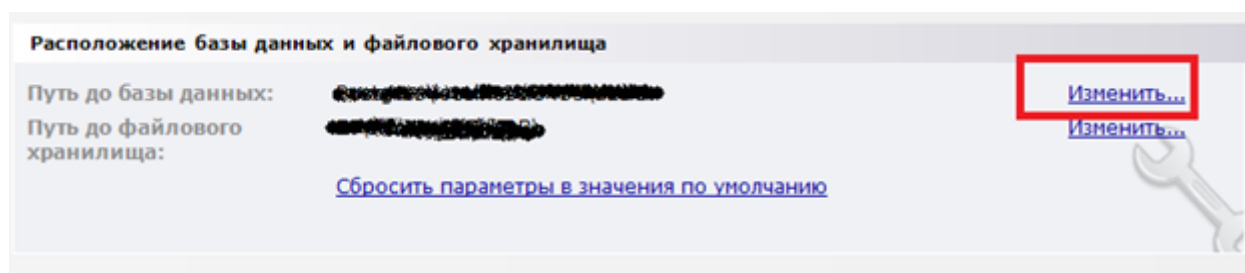 Расположение базы данных и файлового хранилища
Путь до базы данных: Изменить...
Путь до файлового Изменить...
хранилища:
Сбросить параметры в значения по умолчанию